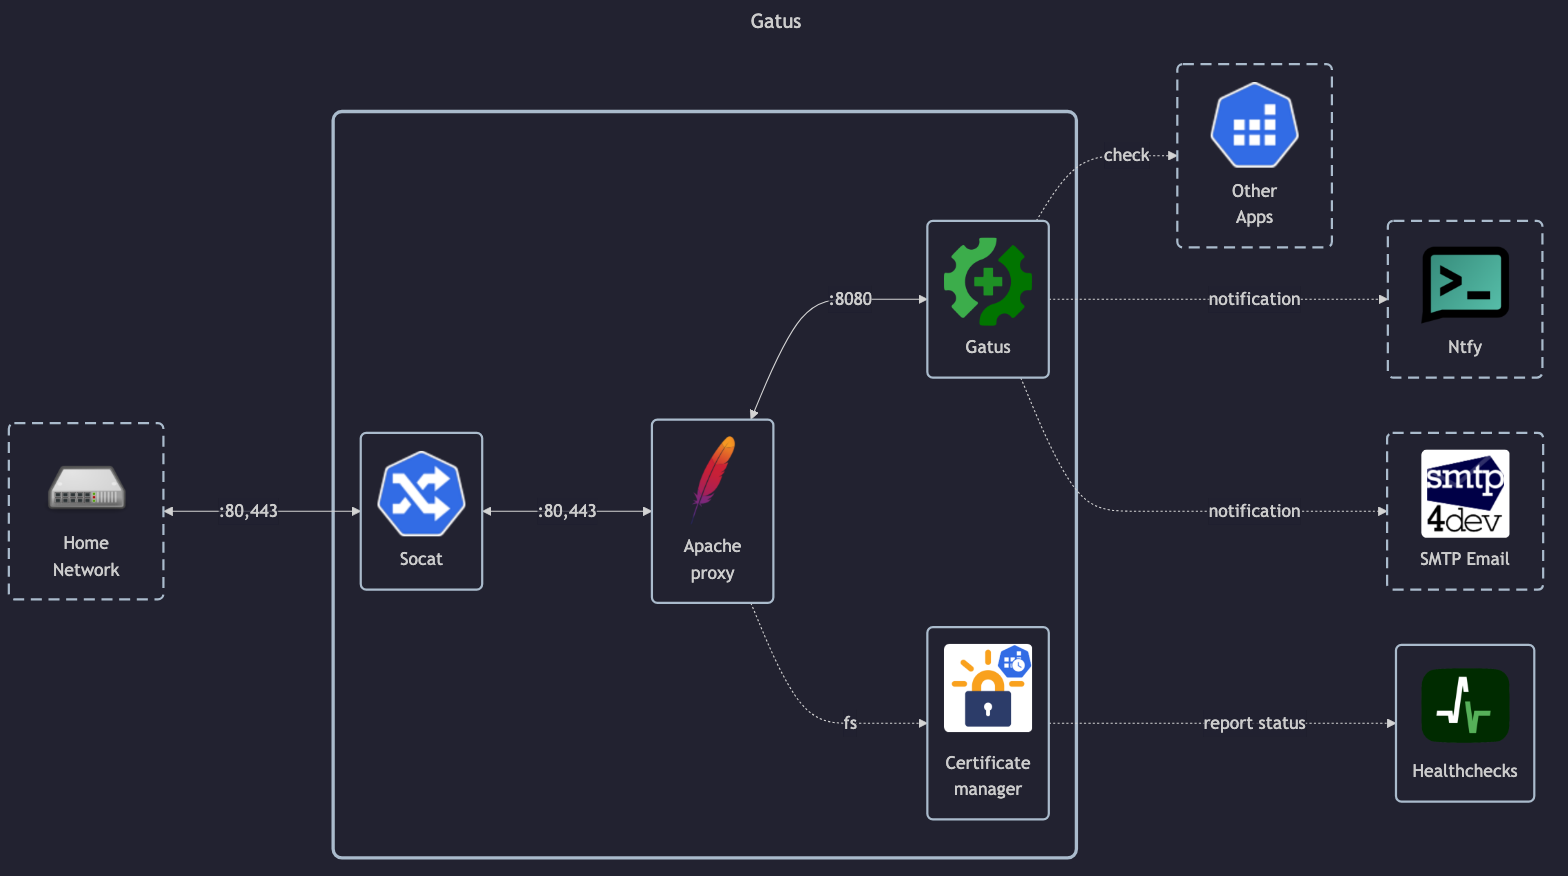 Gatus
check
Other
Apps
:8080
Gatus
notification
>_
Ntfy
Home
Network
:80,443
Socat
:80,443
Apache
proxy
notification
smtp
4dev
SMTP Email
fs
Certificate
manager
report status
Healthchecks